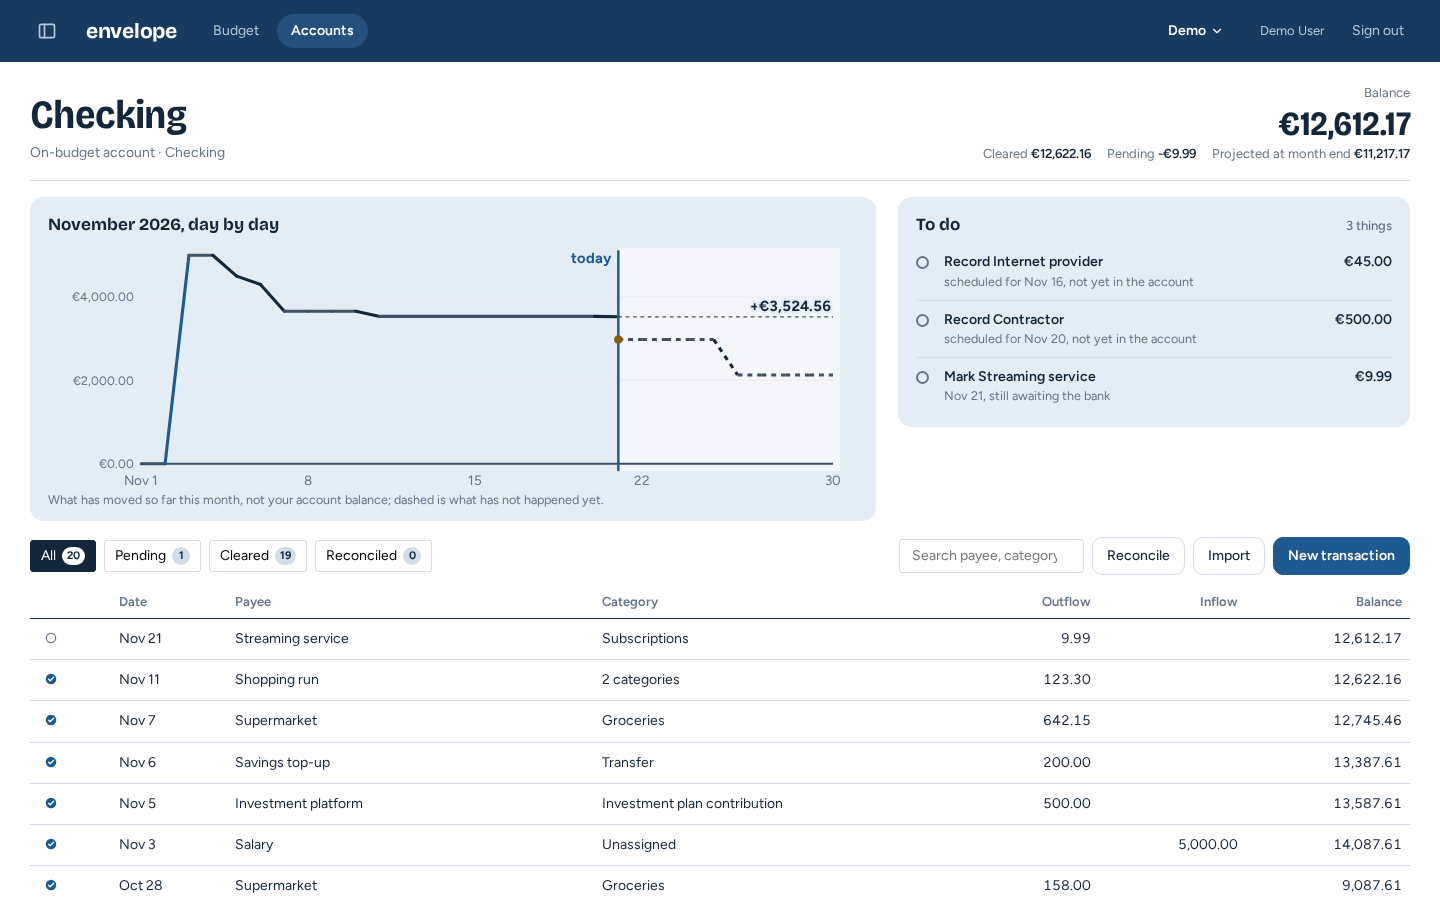 envelope
Budget
Accounts
Demo
Demo User
Sign out
Checking
On-budget account · Checking
Balance
€12,612.17
Cleared €12,622.16 Pending -€9.99 Projected at month end €11,217.17
November 2026, day by day
today
€4,000.00
+€3,524.56
€2,000.00
€0.00
Nov 1 8 15 22 30
What has moved so far this month, not your account balance; dashed is what has not happened yet.
To do
3 things
Record Internet provider €45.00
scheduled for Nov 16, not yet in the account
Record Contractor €500.00
scheduled for Nov 20, not yet in the account
Mark Streaming service €9.99
Nov 21, still awaiting the bank
All 20
Pending 1
Cleared 19
Reconciled 0
Search payee, category
Reconcile
Import
New transaction
Date Payee Category Outflow Inflow Balance
Nov 21 Streaming service Subscriptions 9.99 12,612.17
Nov 11 Shopping run 2 categories 123.30 12,622.16
Nov 7 Supermarket Groceries 642.15 12,745.46
Nov 6 Savings top-up Transfer 200.00 13,387.61
Nov 5 Investment platform Investment plan contribution 500.00 13,587.61
Nov 3 Salary Unassigned 5,000.00 14,087.61
Oct 28 Supermarket Groceries 158.00 9,087.61